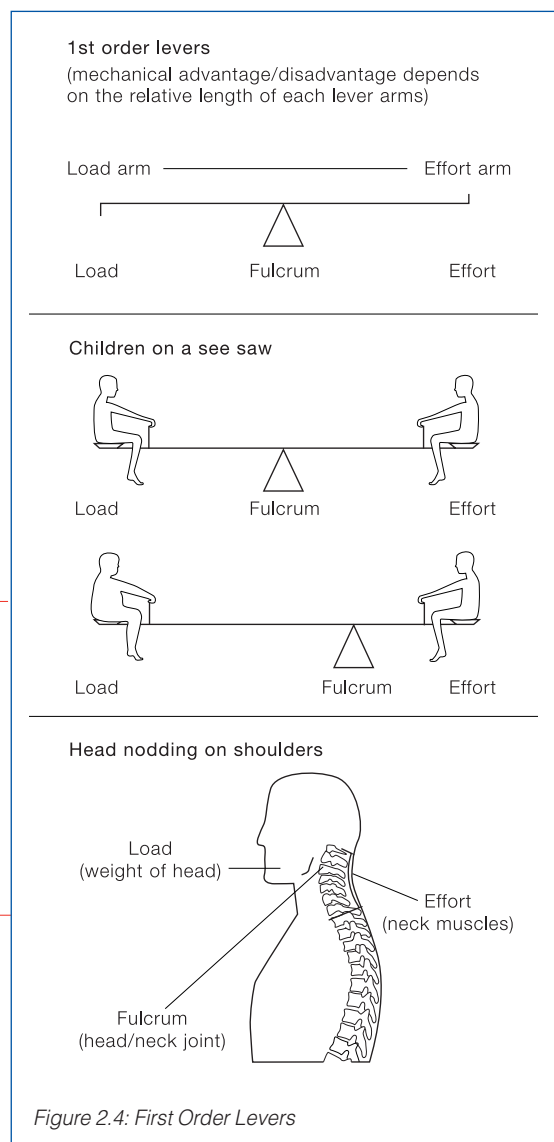 1st order levers
(mechanical advantage/disadvantage depends
on the relative length of each lever arms)
Load arm Effort arm
Load Fulcrum Effort
Children on a see saw
Load Fulcrum Effort
Load Fulcrum Effort
Head nodding on shoulders
Load
(weight of head)
Effort
(neck muscles)
Fulcrum
(head/neck joint)
Figure 2.4: First Order Levers